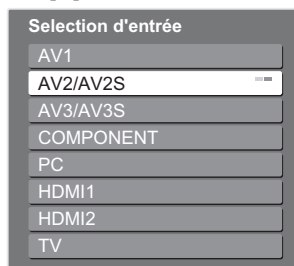 Selection d'entrée
AV1
AV2/AV2S
AV3/AV3S
COMPONENT
PC
HDMI1
HDMI2
TV